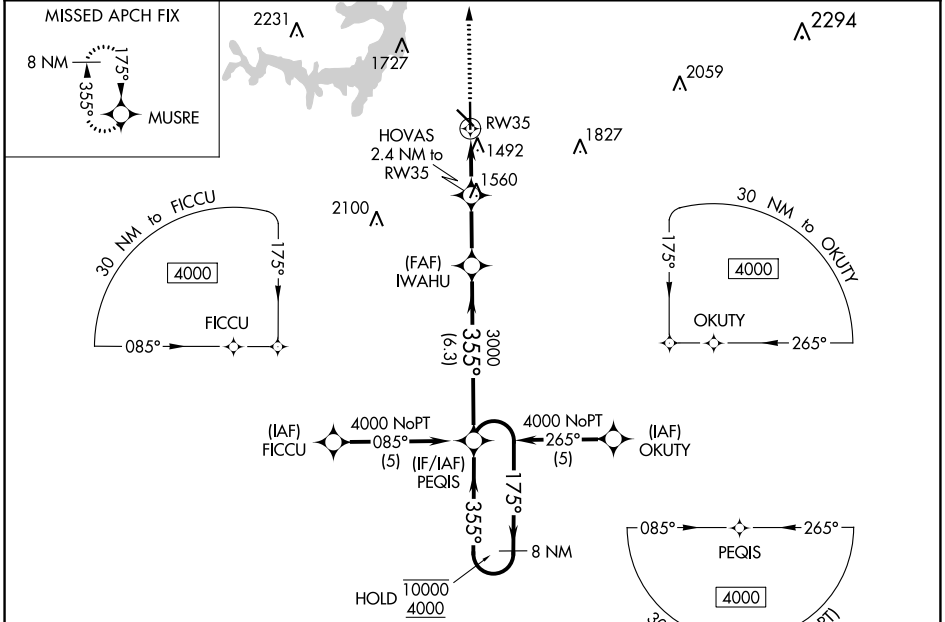 MISSED APCH FIX
8 NM
175°
355°
MUSRE
2231
1727
2294
2059
RW35
1827
HOVAS
2.4 NM to
RW35
1492
1560
2100
30 NM to FICCU
4000
175°
FICCU
085°
(FAF)
IWAHU
30 NM to OKUTY
4000
175°
OKUTY
265°
3000
355°
(6.3)
(IAF)
FICCU
4000 NoPT
085°
(5)
(IF/IAF)
PEQIS
4000 NoPT
265°
(5)
(IAF)
OKUTY
175°
355°
8 NM
HOLD
10000
4000
085°
265°
PEQIS
4000